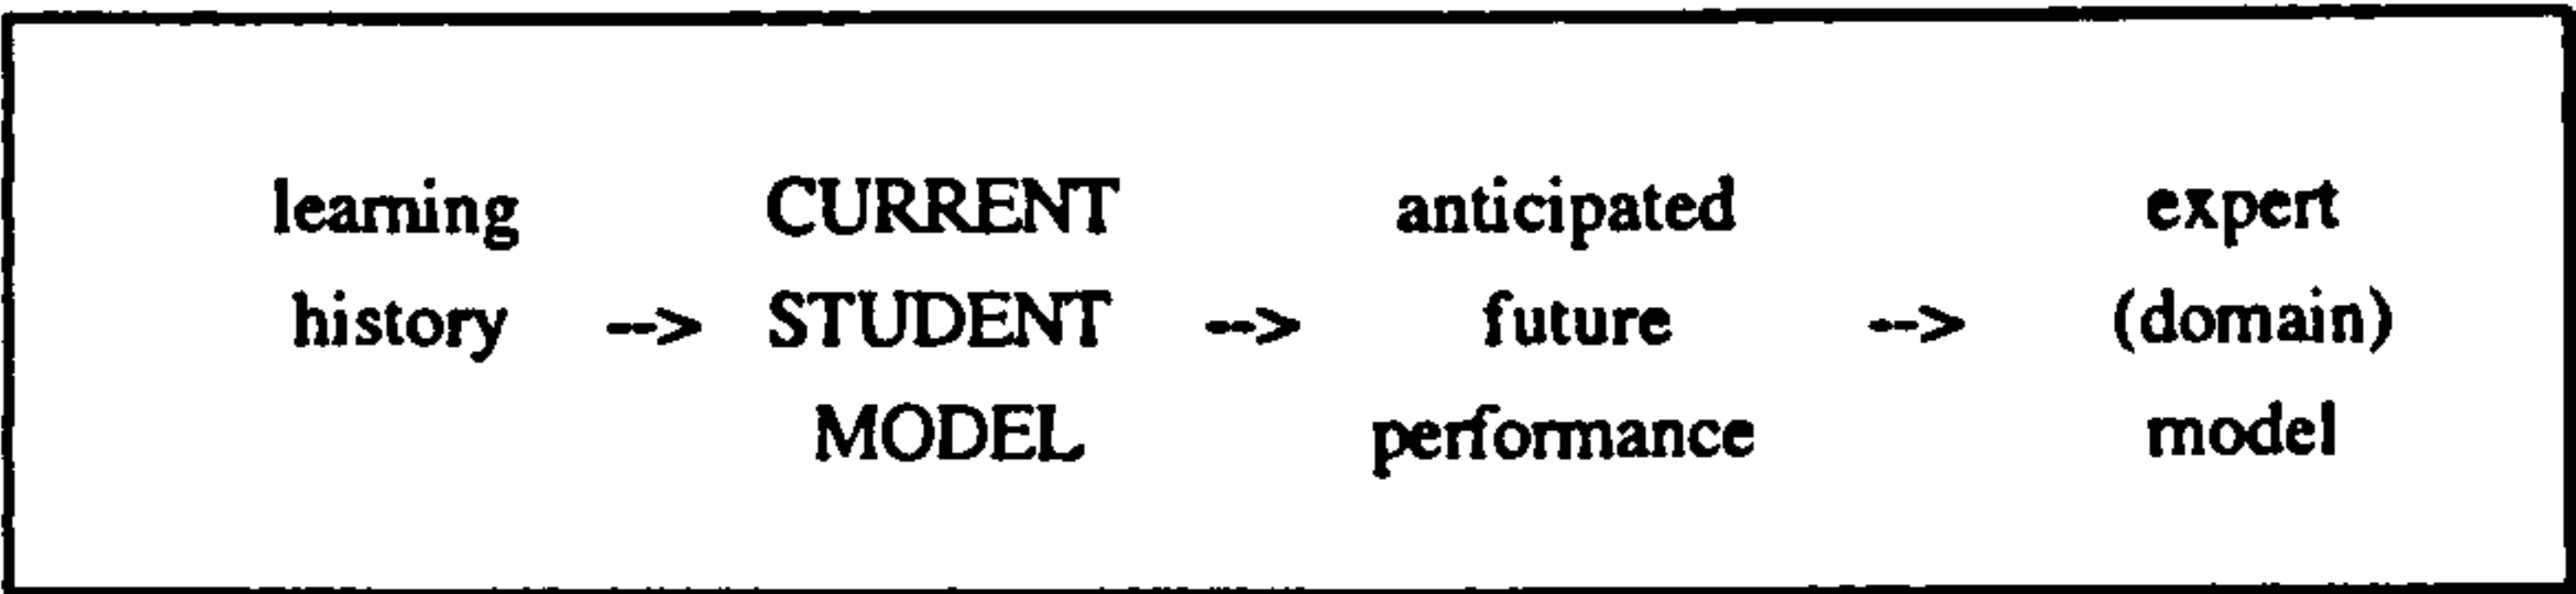 learning CURRENT anticipated expert
history --> STUDENT --> future --> (domain)
MODEL performance model